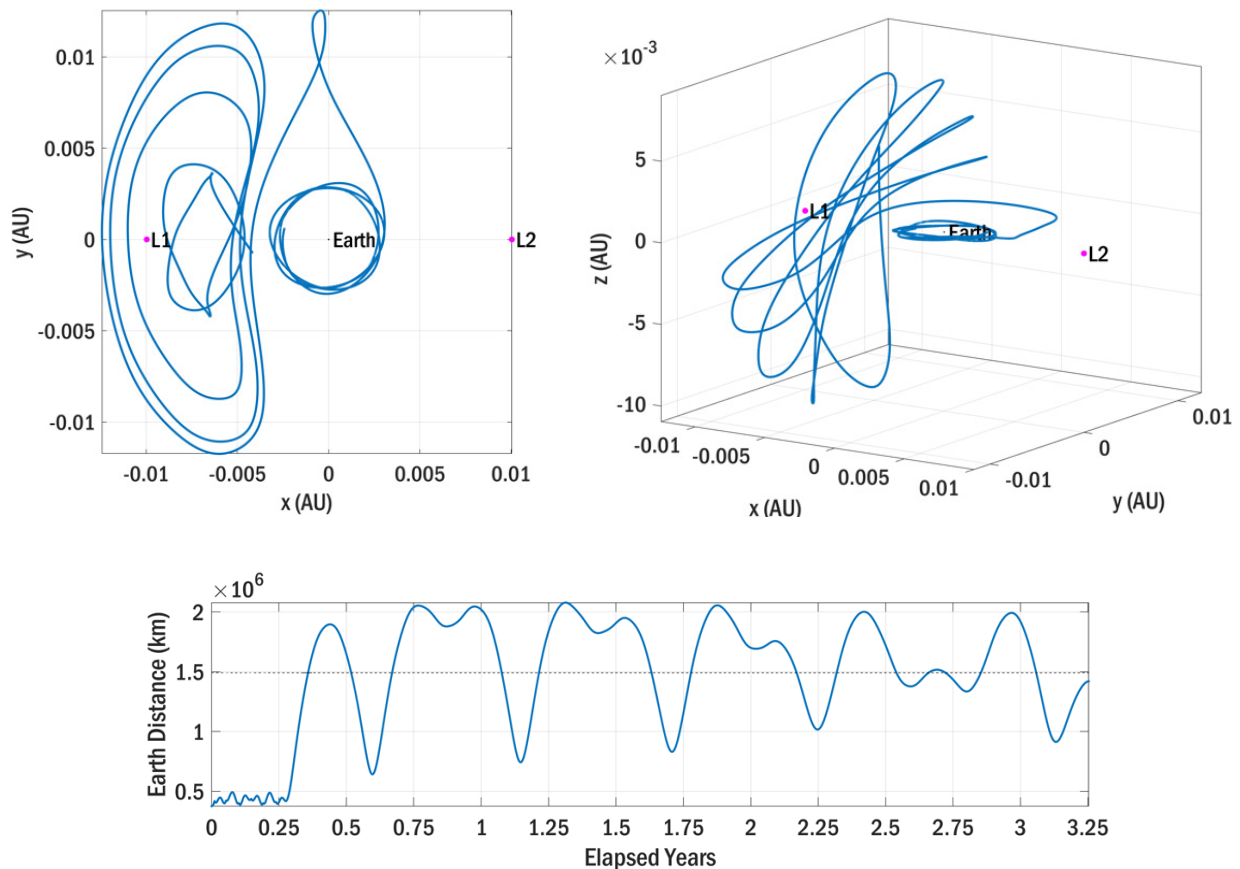 0.01
0.005
0
-0.005
-0.01
y (AU)
L1
Earth
L2
-0.01 -0.005 0 0.005 0.01
x (AU)
×10⁻³
5
0
-5
-10
z (AU)
L1
Earth
L2
-0.01 -0.005 0 0.005 0.01
x (AU)
-0.01 0 0.01
y (AU)
×10⁶
2
1.5
1
0.5
Earth Distance (km)
0 0.25 0.5 0.75 1 1.25 1.5 1.75 2 2.25 2.5 2.75 3 3.25
Elapsed Years